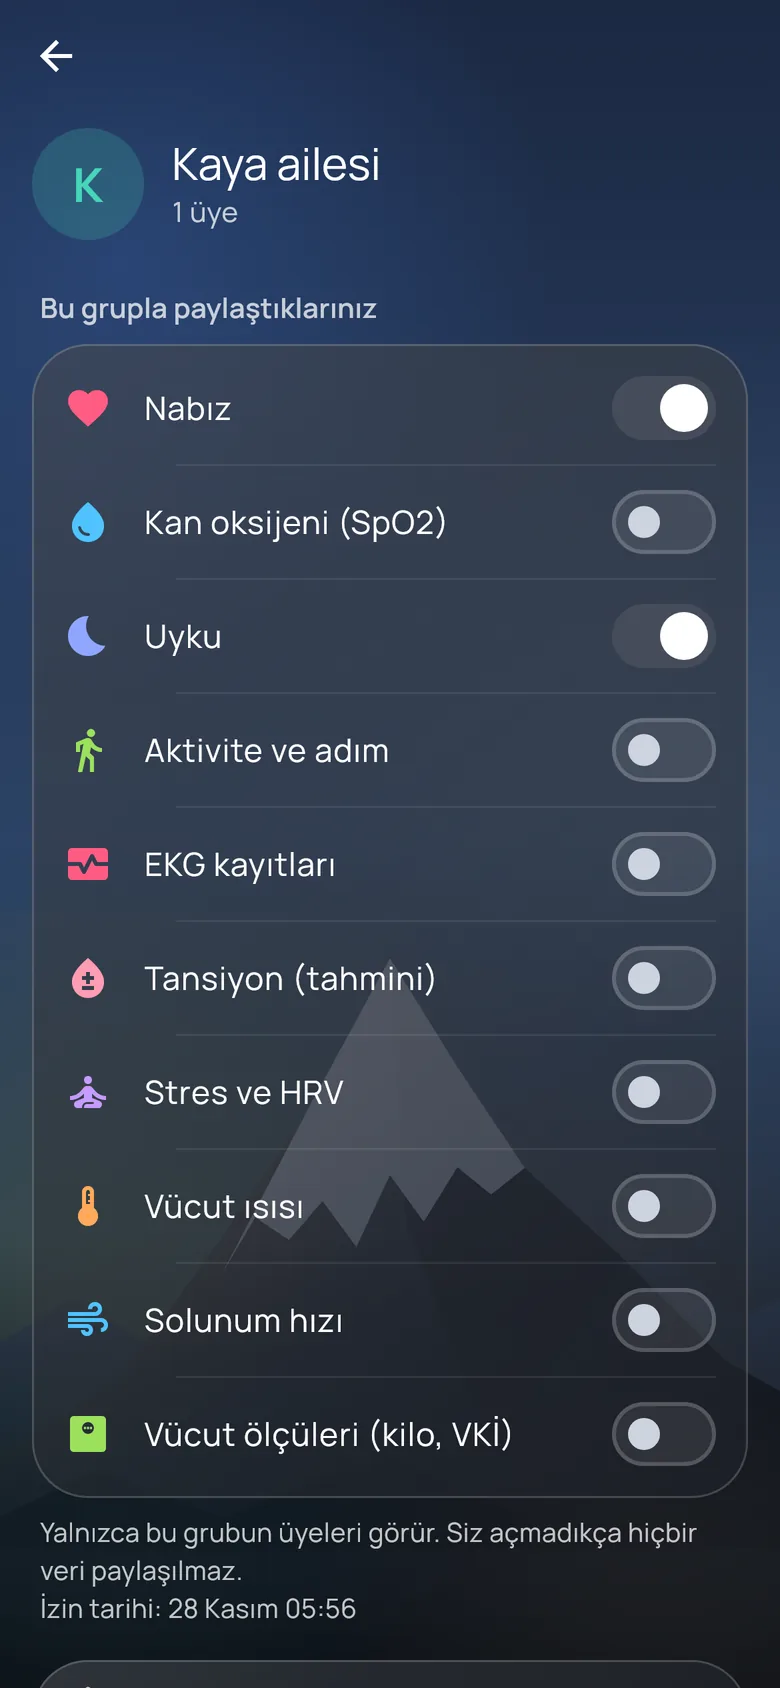 K
Kaya ailesi
1 üye
Bu grupla paylaştıklarınız
Nabız
Kan oksijeni (SpO2)
Uyku
Aktivite ve adım
EKG kayıtları
Tansiyon (tahmini)
Stres ve HRV
Vücut ısısı
Solunum hızı
Vücut ölçüleri (kilo, VKİ)
Yalnızca bu grubun üyeleri görür. Siz açmadıkça hiçbir
veri paylaşılmaz.
İzin tarihi: 28 Kasım 05:56